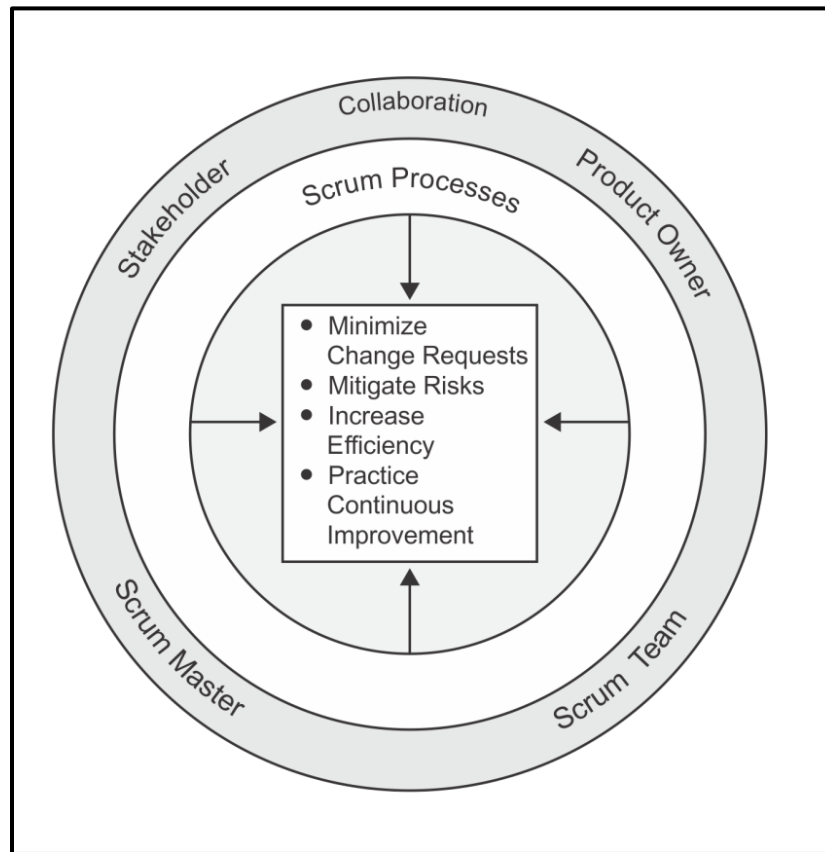 Collaboration
Stakeholder
Product Owner
Scrum Processes
• Minimize
Change Requests
• Mitigate Risks
• Increase
Efficiency
• Practice
Continuous
Improvement
Scrum Master
Scrum Team